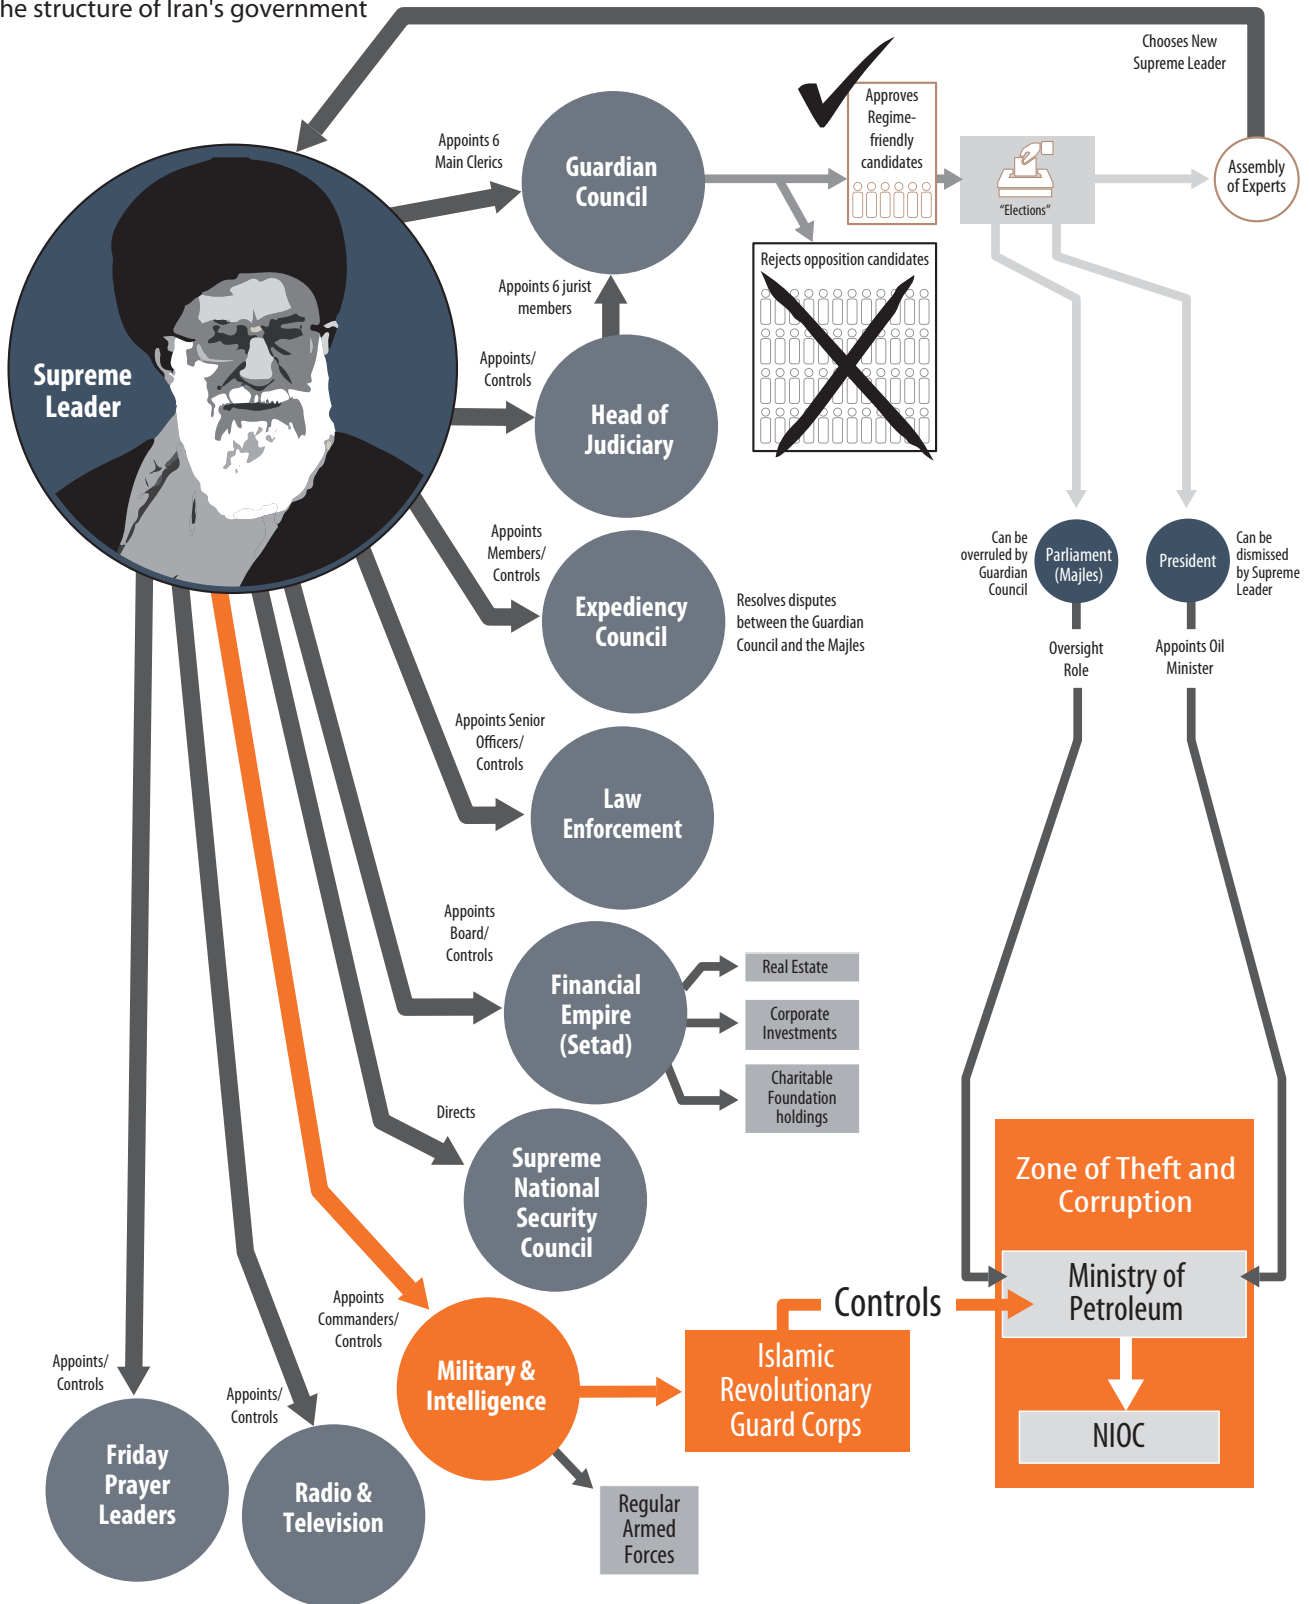 he structure of Iran's government
Chooses New
Supreme Leader
Appoints 6
Main Clerics
Guardian
Council
Approves
Regime-
friendly
candidates
"Elections"
Assembly
of Experts
Rejects opposition candidates
Appoints 6 jurist
members
Supreme
Leader
Appoints/
Controls
Head of
Judiciary
Appoints
Members/
Controls
Expediency
Council
Resolves disputes
between the Guardian
Council and the Majles
Can be
overruled by
Guardian
Council
Parliament
(Majles)
President
Can be
dismissed
by Supreme
Leader
Oversight
Role
Appoints Oil
Minister
Appoints Senior
Officers/
Controls
Law
Enforcement
Appoints
Board/
Controls
Financial
Empire
(Setad)
Real Estate
Corporate
Investments
Charitable
Foundation
holdings
Directs
Supreme
National
Security
Council
Zone of Theft and
Corruption
Ministry of
Petroleum
NIOC
Appoints
Commanders/
Controls
Military &
Intelligence
Controls
Islamic
Revolutionary
Guard Corps
Regular
Armed
Forces
Appoints/
Controls
Friday
Prayer
Leaders
Appoints/
Controls
Radio &
Television